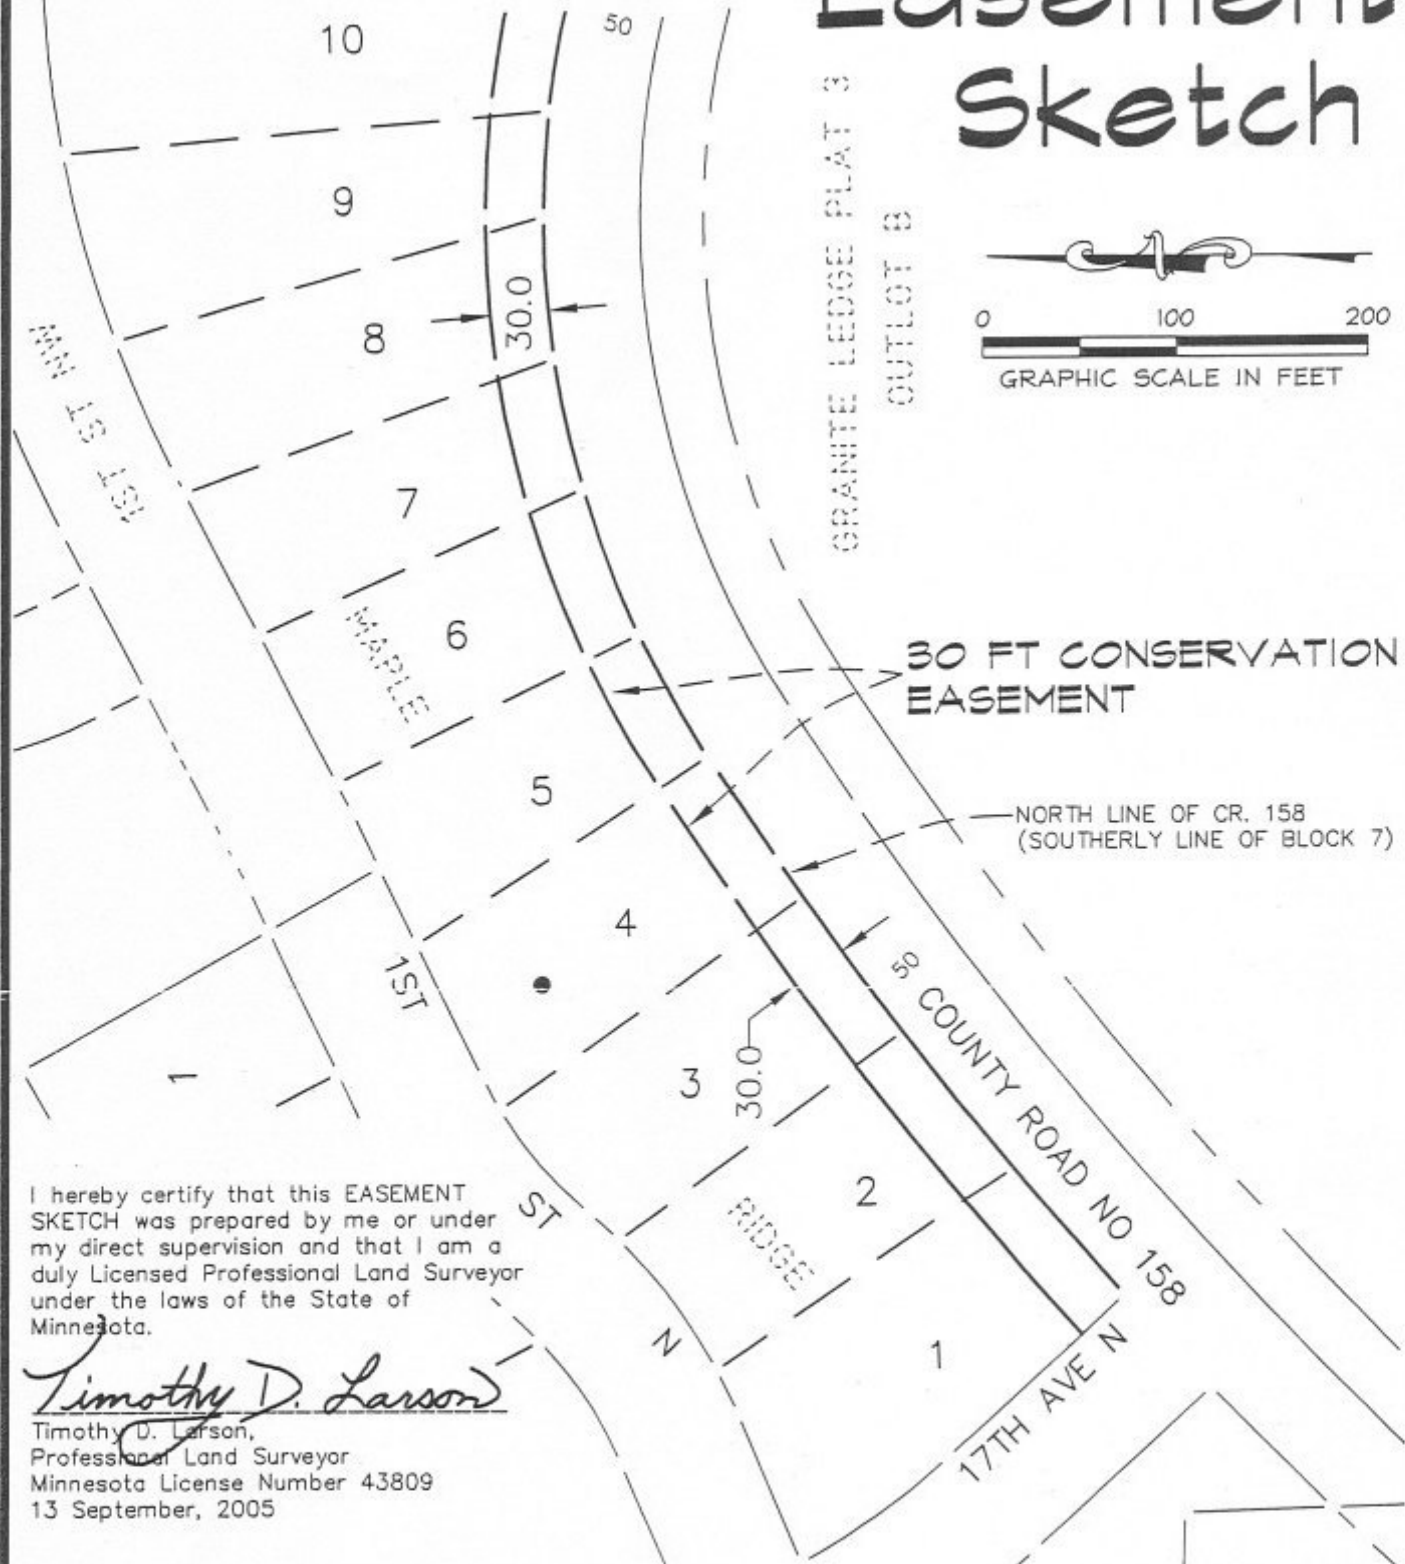 Easement
Sketch
10
50
9
30.0
8
GRANITE LEDGE PLAT 3
OUTLOT B
N
0 100 200
GRAPHIC SCALE IN FEET
1ST ST NW
7
MAPLE
6
30 FT CONSERVATION
EASEMENT
5
NORTH LINE OF CR. 158
(SOUTHERLY LINE OF BLOCK 7)
4
1ST
50
COUNTY ROAD NO 158
1
3
30.0
2
ST
RIDGE
N
1
17TH AVE N
I hereby certify that this EASEMENT
SKETCH was prepared by me or under
my direct supervision and that I am a
duly Licensed Professional Land Surveyor
under the laws of the State of
Minnesota.
Timothy D. Larson
Timothy D. Larson,
Professional Land Surveyor
Minnesota License Number 43809
13 September, 2005